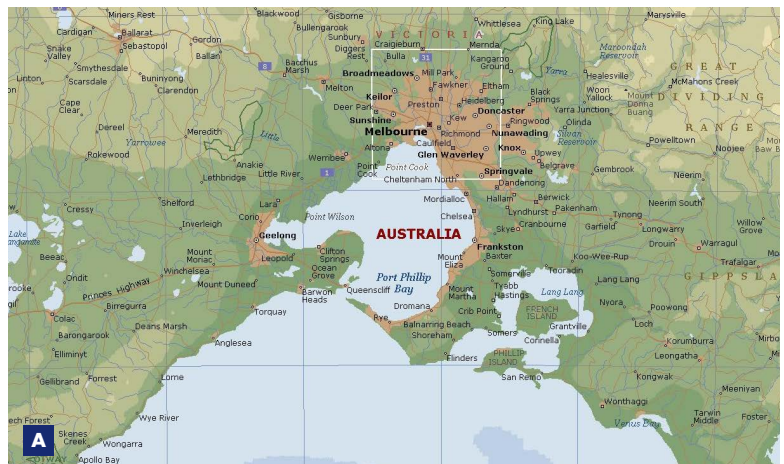 Miners Rest
Blackwood
Gisborne
Whittlesea
King Lake
Marysville
Cardigan
Ballarat
Bullengarook
Sunbury
VICTORIA
Craigieburn
Mernda
Sebastopol
Gordon
Diggers
Rest
Bulla
31
Kangaroo
Ground
Maroondah
Reservoir
Snake
Valley
Ballan
Bacchus
Marsh
8
Broadmeadows
Mill Park
Yarra
Healesville
GREAT
Smythesdale
Linton
Scarsdale
Buninyong
Clarendon
Melton
Keilor
Fawkner
Eltham
McMahons Creek
Preston
Heidelberg
Black
Springs
Woori
Yallock
Mount
Donna
Buang
DIVIDING
Cape
Clear
Deer Park
Doncaster
Yarra Junction
Sunshine
Kew
Ringwood
Olinda
RANGE
Dereel
Meredith
Little
Melbourne
Richmond
Nunawading
Silvan
Reservoir
Powelltown
Noojee
Yarrowee
Altona
Caulfield
Knox
Mount
Baw B
Rokewood
Anakie
Werribee
Glen Waverley
Upwey
Belgrave
Lethbridge
Little River
1
Point
Cook
Point Cook
Springvale
Gembrook
Cheltenham North
Dandenong
Shelford
Lara
Mordialloc
Hallam
Berwick
Neerim South
Cressy
Corio
Point Wilson
Chelsea
Lyndhurst
Pakenham
Tynong
Willow
Grove
Inverleigh
Skye
Cranbourne
Garfield
Longwarry
Lake
Geelong
AUSTRALIA
Frankston
Drouin
Warragul
Beeac
Murgheboluc
Leopold
Clifton
Springs
Mount
Eliza
Baxter
Koo-Wee-Rup
Trafalgar
Ondit
Winchelsea
Ocean
Grove
Port Phillip
Bay
Somerville
Tooradin
GIPPSLA
Princes Highway
Mount Duneed
Barwon
Heads
Queenscliff
Mount
Martha
Tyabb
Hastings
Lang Lang
Lang Lang
Birregurra
Dromana
Crib Point
FRENCH
ISLAND
Nyora
Poowong
Colac
Torquay
Rye
Balnarring Beach
Deans Marsh
Barongarook
Anglesea
Shoreham
Somers
Grantville
Loch
Corinella
Korumburra
Elliminyt
Flinders
PHILLIP
ISLAND
Leongatha
Gellibrand
Forrest
Lorne
San Remo
Kongwak
Meeniyan
Wonthaggi
Wye River
Venus Bay
Tarwin
Middle
Foster
A
Skenes
Creek
Wongarra
Apollo Bay